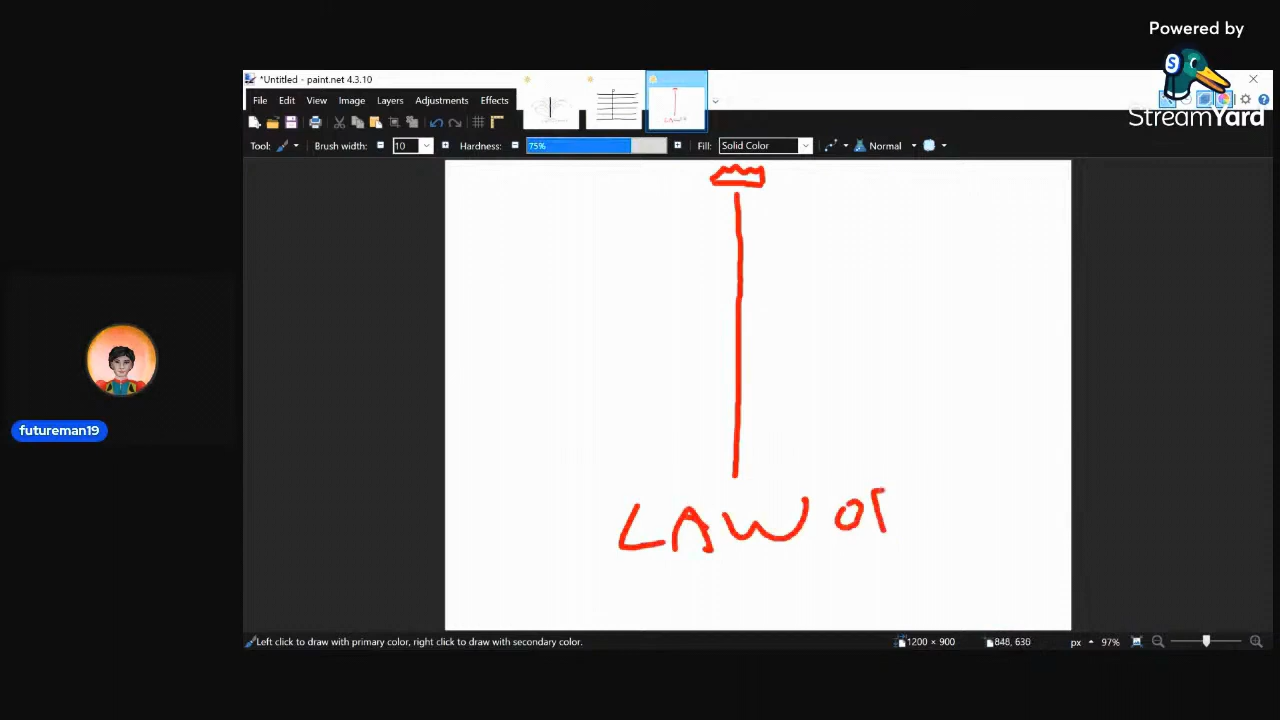 Powered by
StreamYard
*Untitled - paint.net 4.3.10
File Edit View Image Layers Adjustments Effects
Tool: Brush width: 10 Hardness: 75% Fill: Solid Color Normal
LAW OF
futureman19
Left click to draw with primary color, right click to draw with secondary color. 1200 × 900 848, 630 px 97%